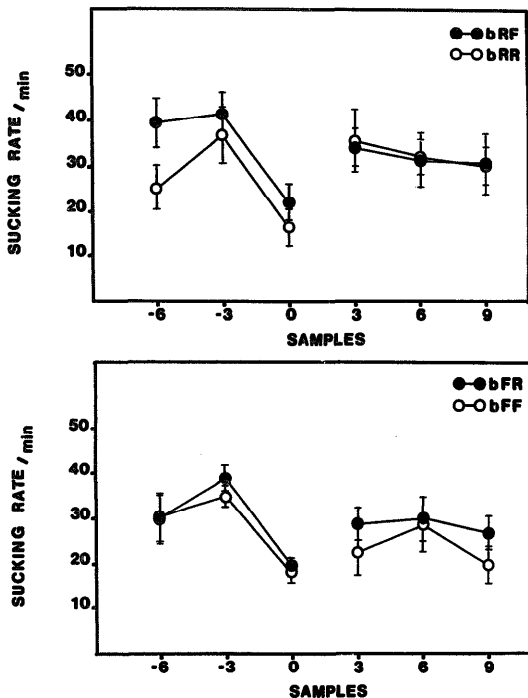 bRF
bRR
SUCKING RATE/min
50
40
30
20
10
-6 -3 0 3 6 9
SAMPLES
bFR
bFF
SUCKING RATE/min
50
40
30
20
10
-6 -3 0 3 6 9
SAMPLES